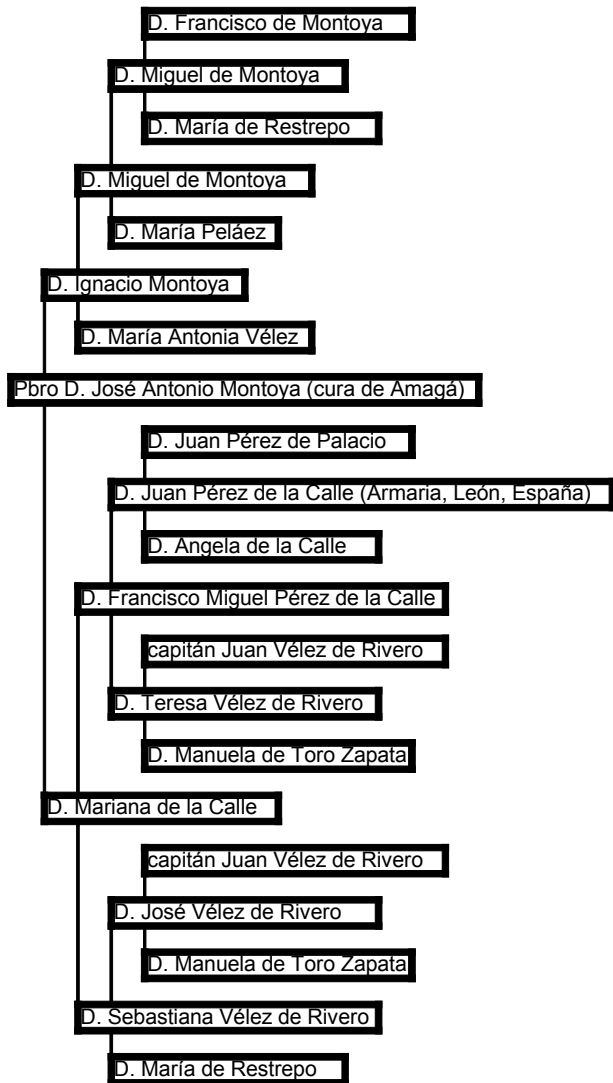 D. Francisco de Montoya
D. Miguel de Montoya
D. María de Restrepo
D. Miguel de Montoya
D. María Peláez
D. Ignacio Montoya
D. María Antonia Vélez
Pbro D. José Antonio Montoya (cura de Amagá)
D. Juan Pérez de Palacio
D. Juan Pérez de la Calle (Armaria, León, España)
D. Angela de la Calle
D. Francisco Miguel Pérez de la Calle
capitán Juan Vélez de Rivero
D. Teresa Vélez de Rivero
D. Manuela de Toro Zapata
D. Mariana de la Calle
capitán Juan Vélez de Rivero
D. José Vélez de Rivero
D. Manuela de Toro Zapata
D. Sebastiana Vélez de Rivero
D. María de Restrepo